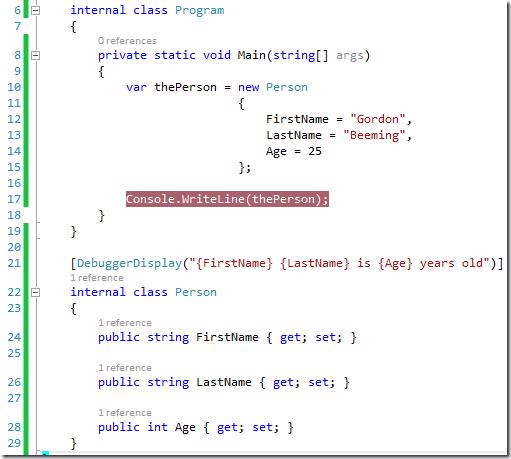 6 internal class Program
7 {
0 references
8 private static void Main(string[] args)
9 {
10 var thePerson = new Person
11 {
12 FirstName = "Gordon",
13 LastName = "Beeming",
14 Age = 25
15 };
16
17 Console.WriteLine(thePerson);
18 }
19 }
20
21 [DebuggerDisplay("{FirstName} {LastName} is {Age} years old")]
1 reference
22 internal class Person
23 {
1 reference
24 public string FirstName { get; set; }
25
1 reference
26 public string LastName { get; set; }
27
1 reference
28 public int Age { get; set; }
29 }